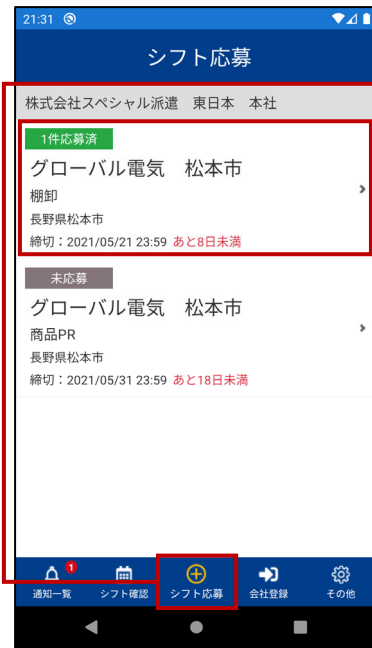 21:31
シフト応募
株式会社スペシャル派遣　東日本　本社
1件応募済
グローバル電気　松本市
棚卸
長野県松本市
締切：2021/05/21 23:59 あと8日未満
未応募
グローバル電気　松本市
商品PR
長野県松本市
締切：2021/05/31 23:59 あと18日未満
1
通知一覧 シフト確認 シフト応募 会社登録 その他